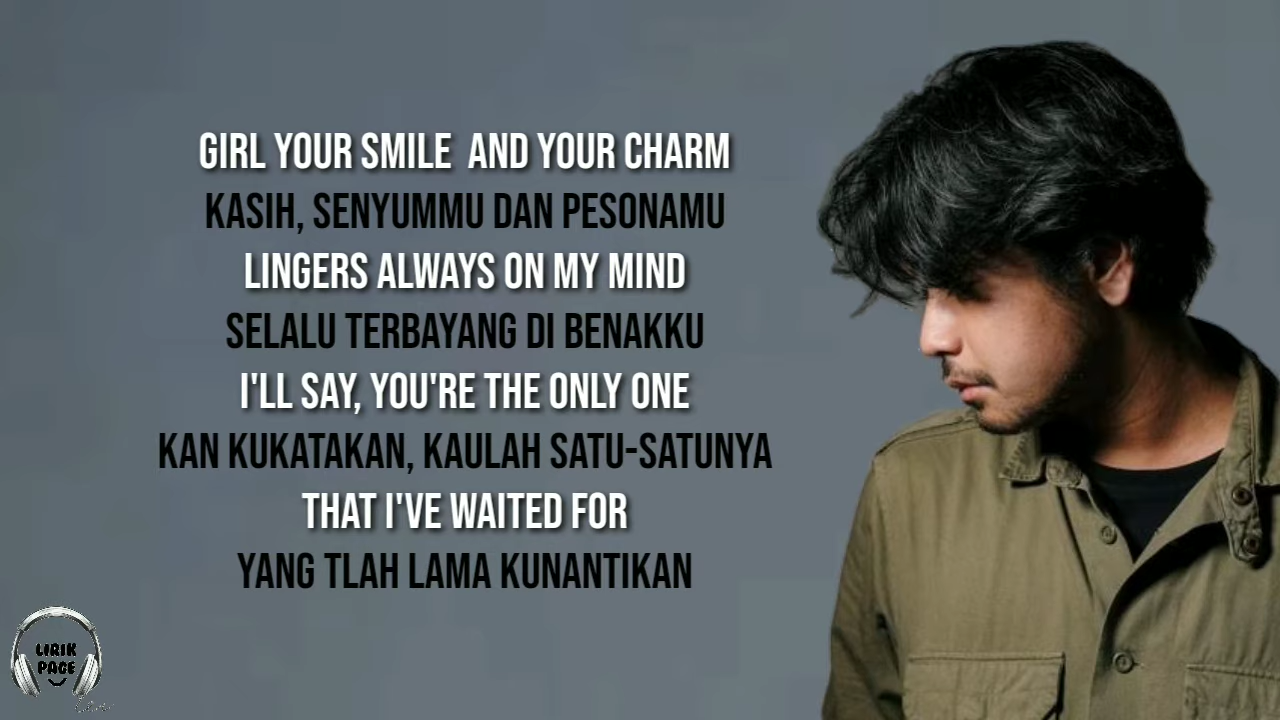 GIRL YOUR SMILE  AND YOUR CHARM
KASIH, SENYUMMU DAN PESONAMU
LINGERS ALWAYS ON MY MIND
SELALU TERBAYANG DI BENAKKU
I'LL SAY, YOU'RE THE ONLY ONE
KAN KUKATAKAN, KAULAH SATU-SATUNYA
THAT I'VE WAITED FOR
YANG TLAH LAMA KUNANTIKAN
LIRIK
PAGE